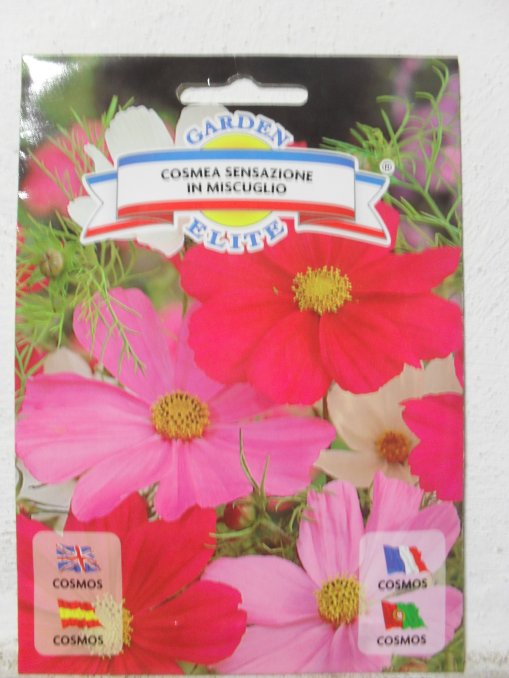 GARDEN
COSMEA SENSAZIONE
IN MISCUGLIO
®
ELITE
COSMOS
COSMOS
COSMOS
COSMOS